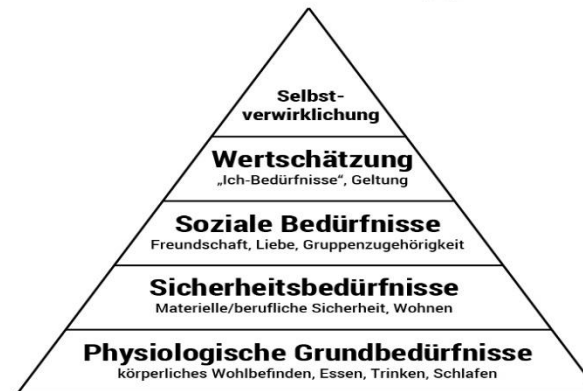 Selbst-
verwirklichung
Wertschätzung
„Ich-Bedürfnisse“, Geltung
Soziale Bedürfnisse
Freundschaft, Liebe, Gruppenzugehörigkeit
Sicherheitsbedürfnisse
Materielle/berufliche Sicherheit, Wohnen
Physiologische Grundbedürfnisse
körperliches Wohlbefinden, Essen, Trinken, Schlafen